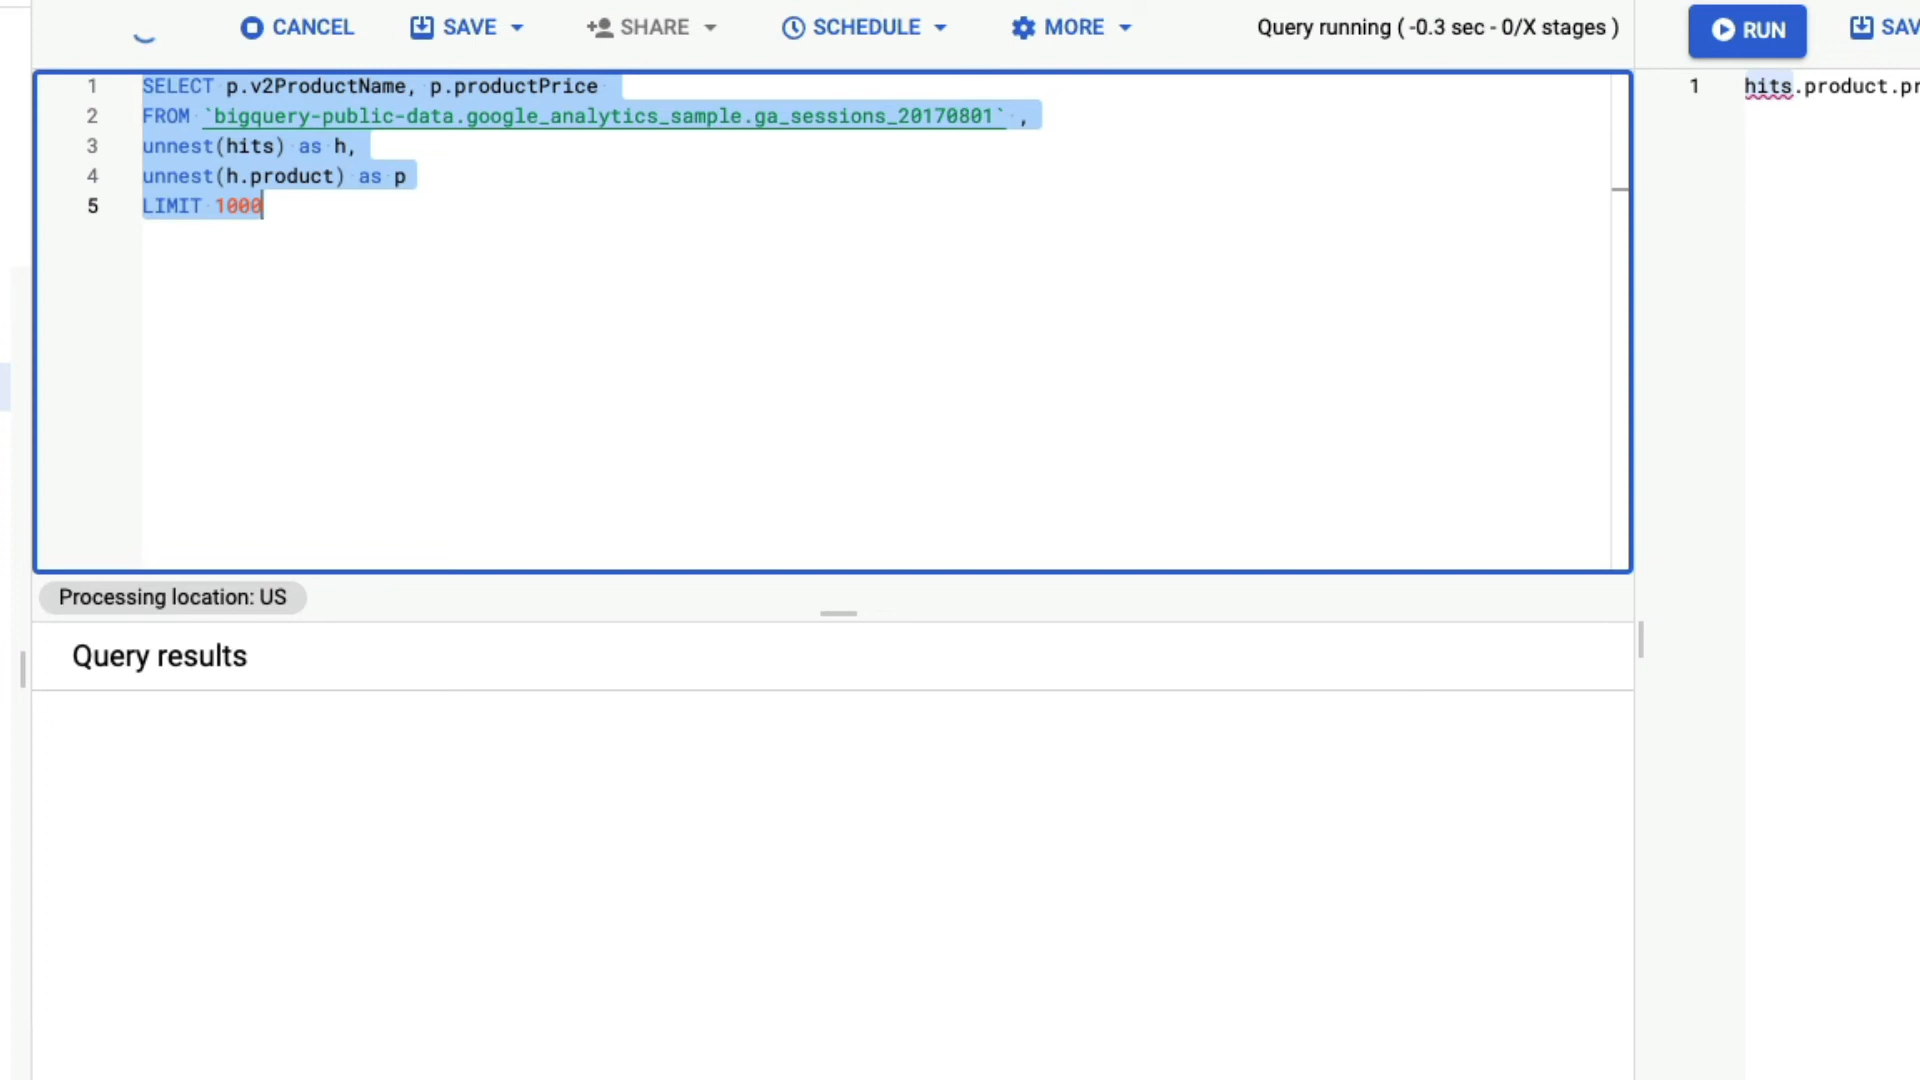 CANCEL SAVE SHARE SCHEDULE MORE Query running ( -0.3 sec - 0/X stages )
1 SELECT p.v2ProductName, p.productPrice
2 FROM `bigquery-public-data.google_analytics_sample.ga_sessions_20170801` ,
3 unnest(hits) as h,
4 unnest(h.product) as p
5 LIMIT 1000
Processing location: US
Query results
RUN SAV
1 hits.product.pr